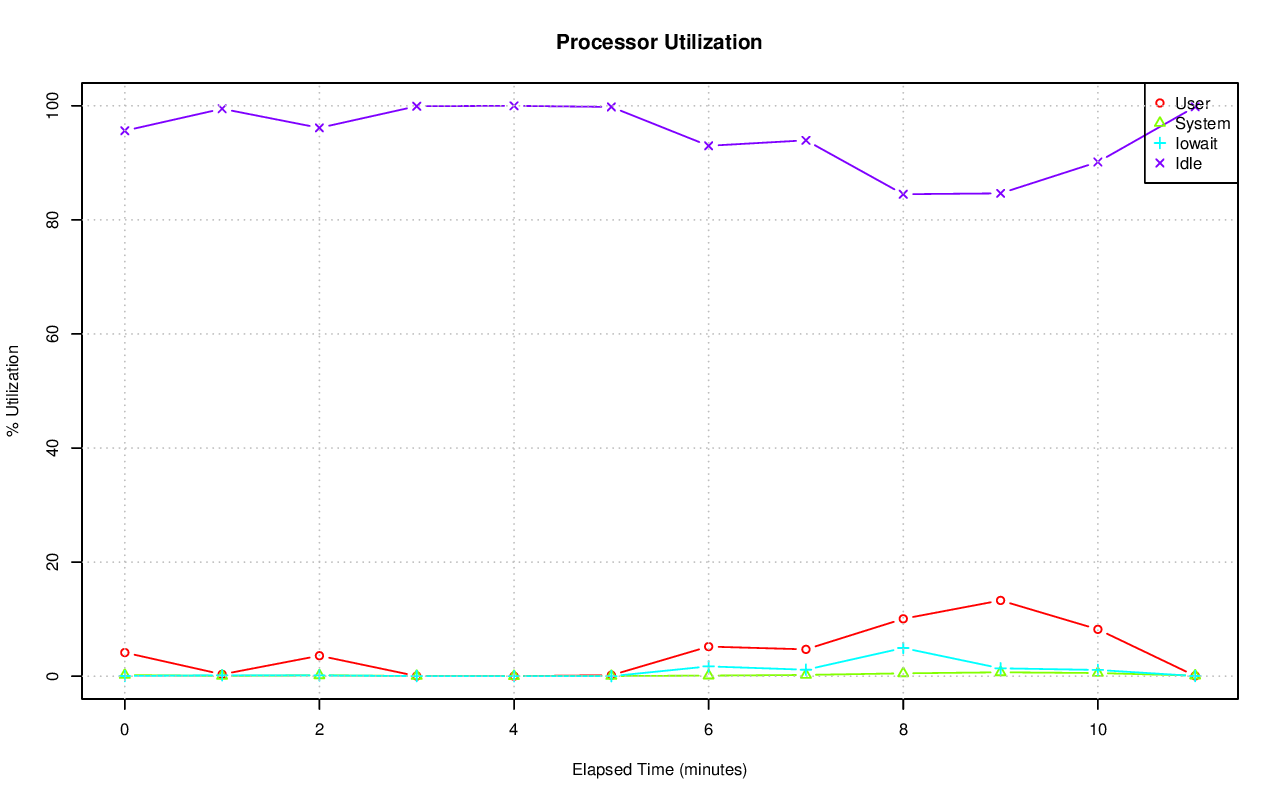 Processor Utilization
% Utilization
100
80
60
40
20
0
User
System
Iowait
Idle
0 2 4 6 8 10
Elapsed Time (minutes)